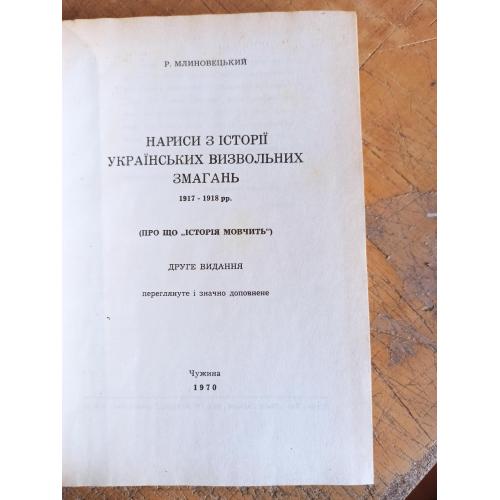 Р. МЛИНОВЕЦЬКИЙ
НАРИСИ З ІСТОРІЇ
УКРАЇНСЬКИХ ВИЗВОЛЬНИХ
ЗМАГАНЬ
1917 - 1918 рр.
(ПРО ЩО „ІСТОРІЯ МОВЧИТЬ")
ДРУГЕ ВИДАННЯ
переглянуте і значно доповнене
Чужина
1970